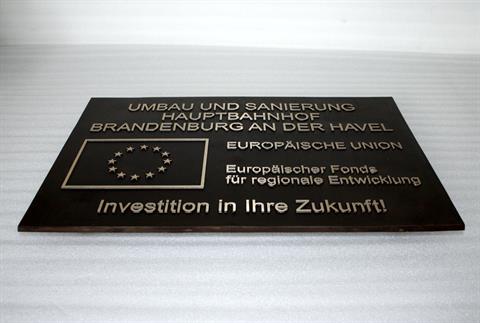 UMBAU UND SANIERUNG
HAUPTBAHNHOF
BRANDENBURG AN DER HAVEL
EUROPÄISCHE UNION
Europäischer Fonds
für regionale Entwicklung
Investition in Ihre Zukunft!